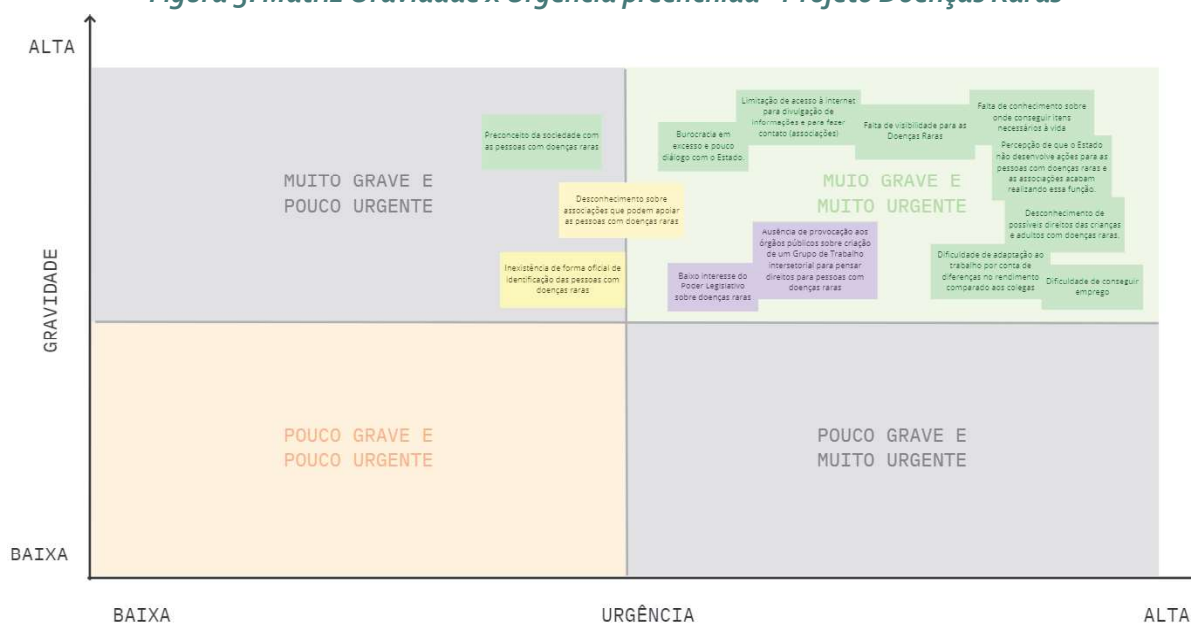 Figura 5: Matriz Gravidade x Urgência preenchida - Projeto Doenças Raras
ALTA
Limitação de acesso à internet
para divulgação de
informações e para fazer
contato (associações)
Falta de conhecimento sobre
onde conseguir itens
necessários à vida
Preconceito da sociedade com
as pessoas com doenças raras
Burocracia em
excesso e pouco
diálogo com o Estado.
Falta de visibilidade para as
Doenças Raras
Percepção de que o Estado
não desenvolve ações para as
pessoas com doenças raras e
as associações acabam
realizando essa função.
MUITO GRAVE E
POUCO URGENTE
MUIO GRAVE E
MUITO URGENTE
Desconhecimento sobre
associações que podem apoiar
as pessoas com doenças raras
Desconhecimento de
possíveis direitos das crianças
e adultos com doenças raras.
Ausência de provocação aos
órgãos públicos sobre criação
de um Grupo de Trabalho
intersetorial para pensar
direitos para pessoas com
doenças raras
Inexistência de forma oficial de
identificação das pessoas com
doenças raras
Baixo interesse do
Poder Legislativo
sobre doenças raras
Dificuldade de adaptação ao
trabalho por conta de
diferenças no rendimento
comparado aos colegas
Dificuldade de conseguir
emprego
GRAVIDADE
POUCO GRAVE E
POUCO URGENTE
POUCO GRAVE E
MUITO URGENTE
BAIXA
BAIXA
URGÊNCIA
ALTA